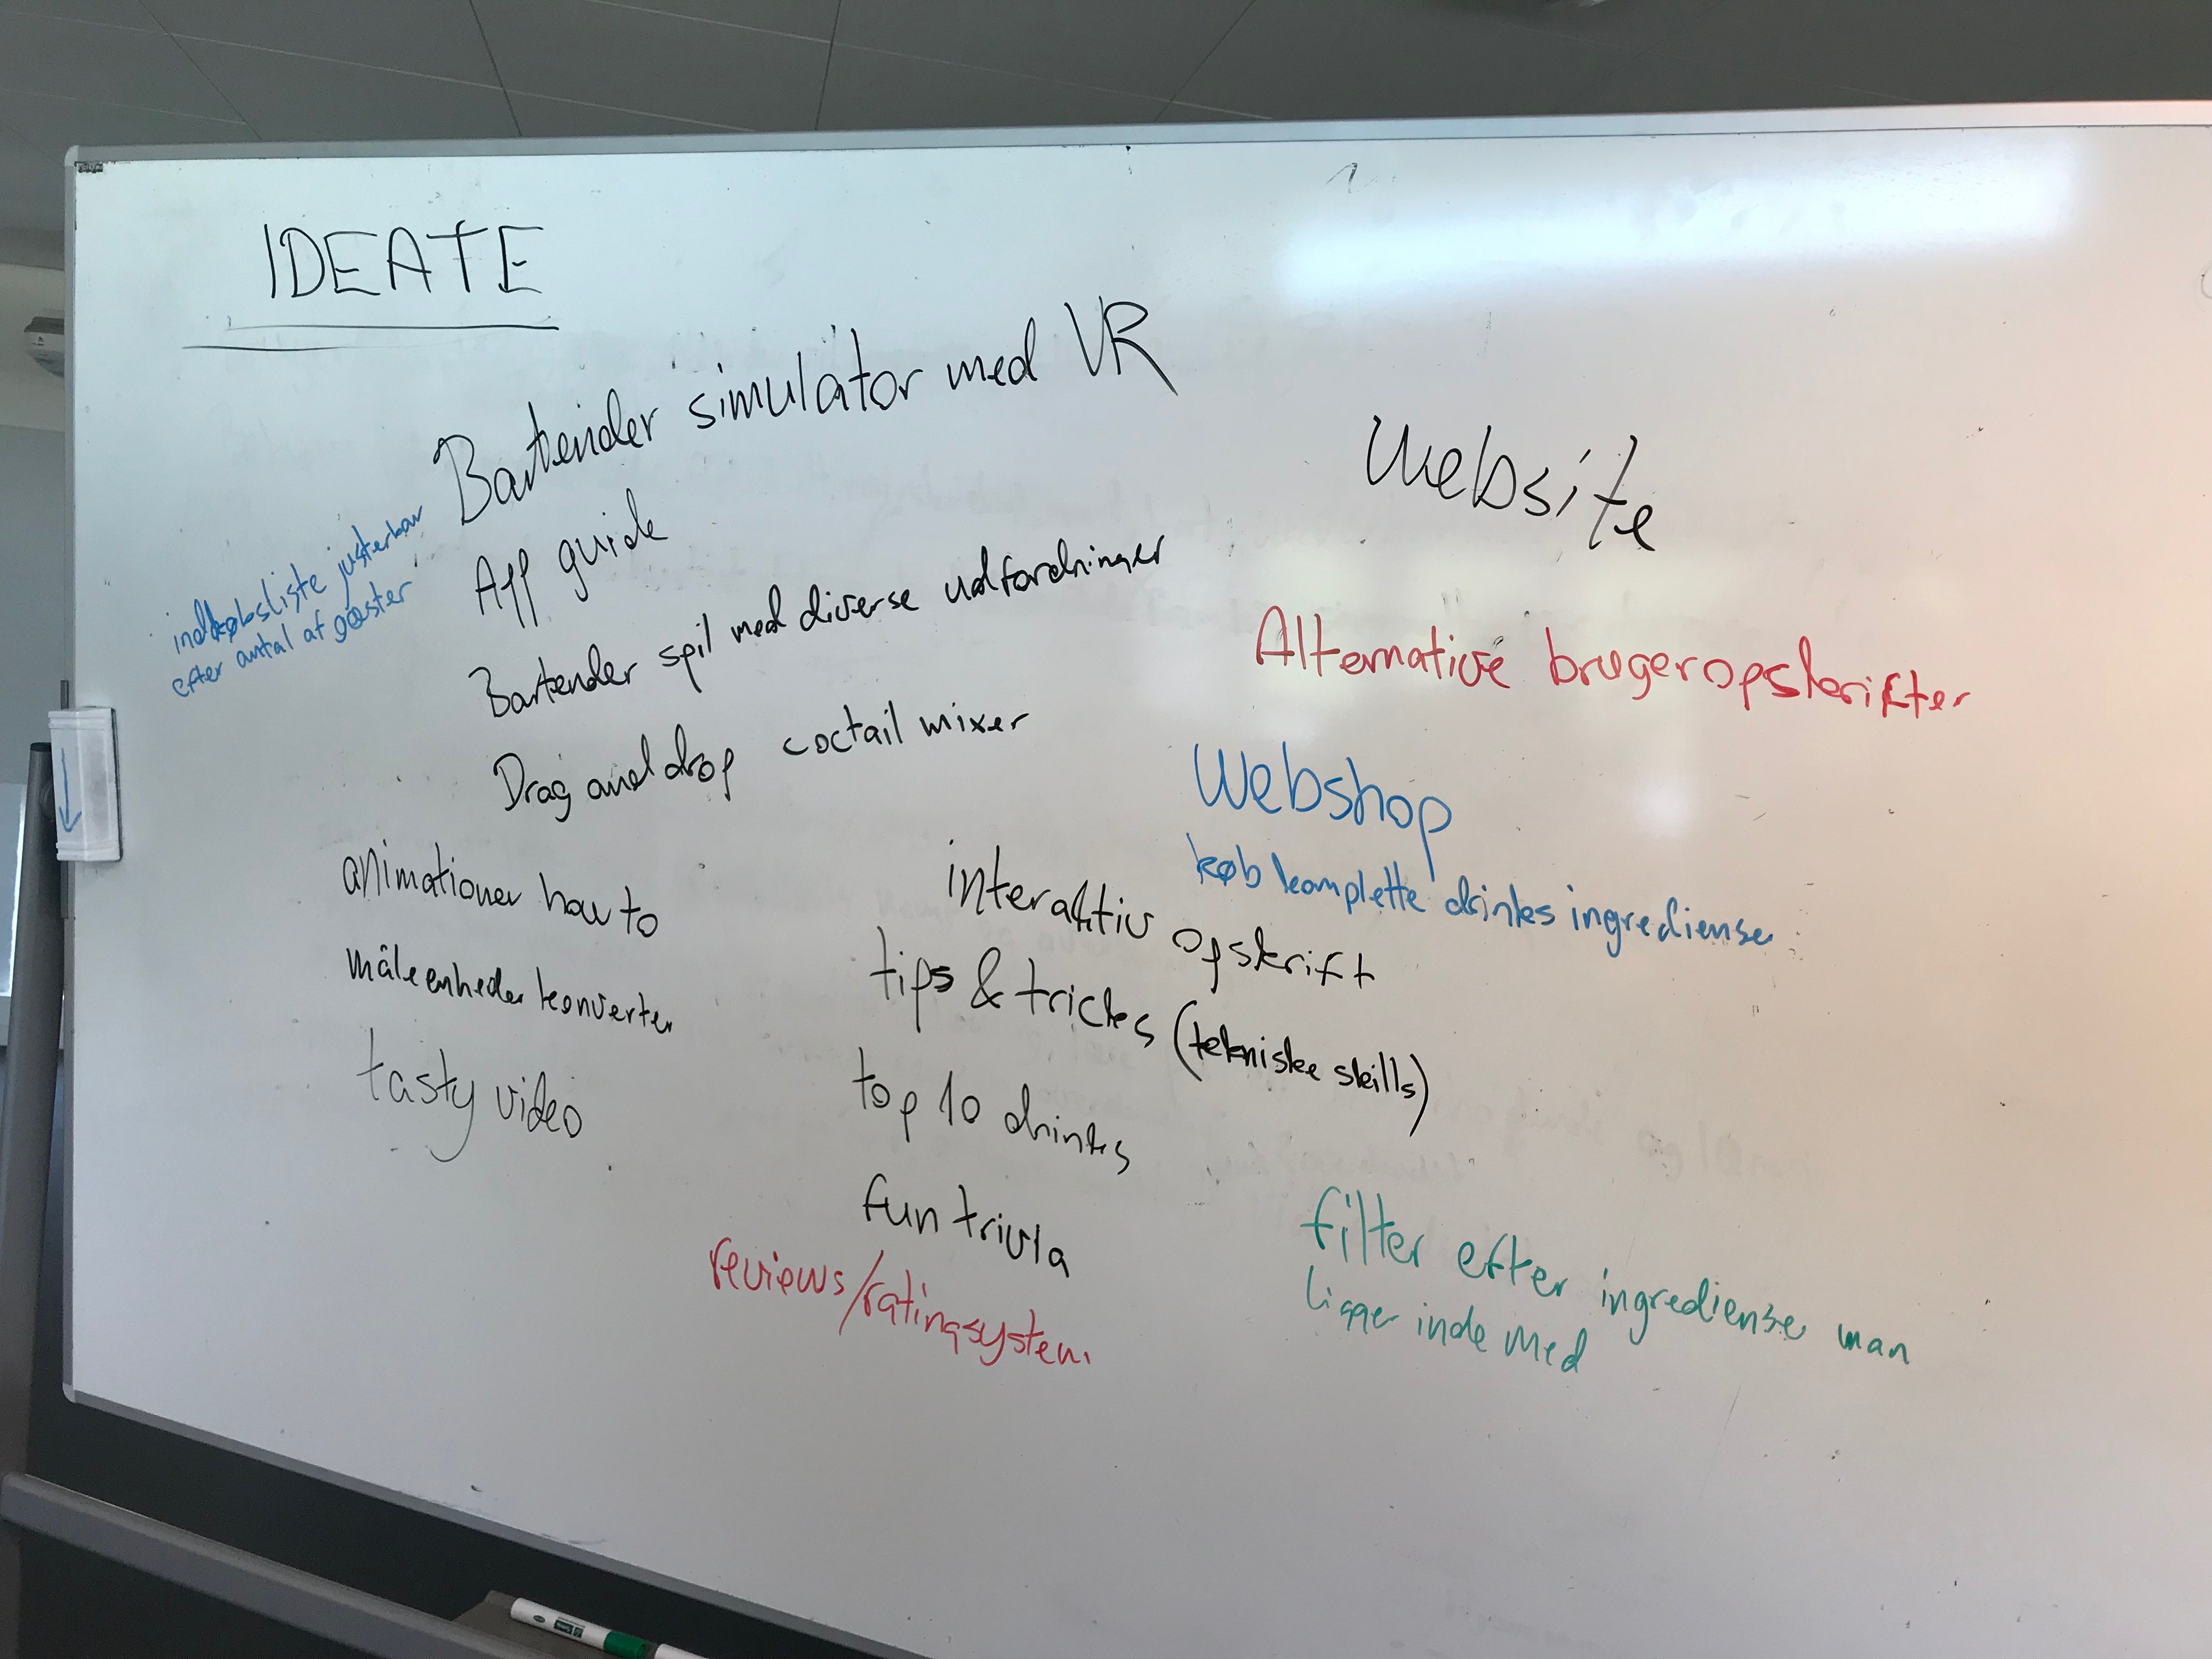 IDEATE
Bartender simulator med VR
indkøbsliste justerbar
efter antal af gæster
App guide
Bartender spil med diverse udfordringer
Drag and drop coctail mixer
animationer how to
måleenheder konverter
tasty video
interaktiv opskrift
tips & tricks (tekniske skills)
top 10 drinks
fun trivia
reviews/ratingsystem
Website
Alternative brugeropskrifter
Webshop
køb komplette drinks ingrediense
filter efter ingrediense man
ligger inde med